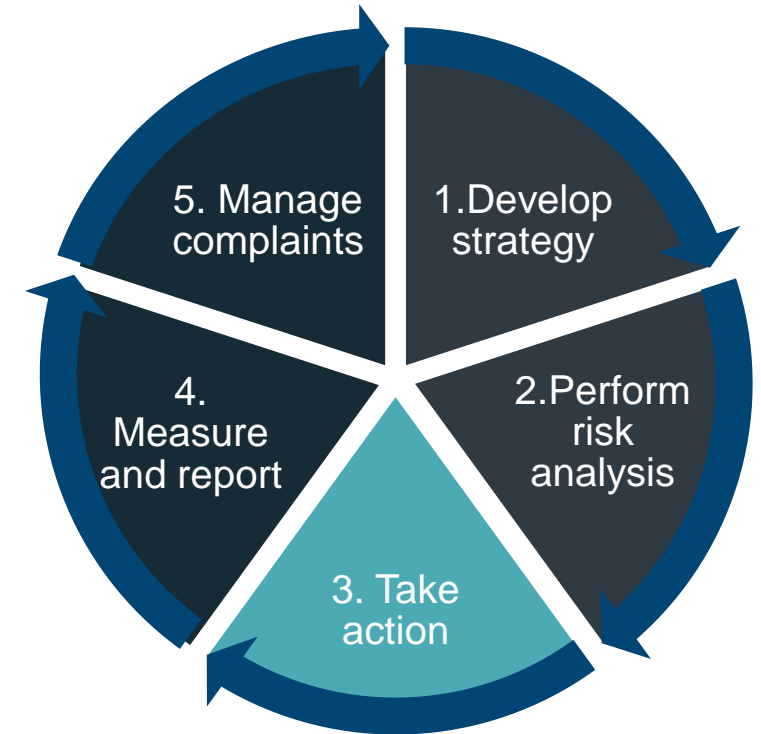 1.Develop
strategy
2.Perform
risk
analysis
3. Take
action
4.
Measure
and report
5. Manage
complaints